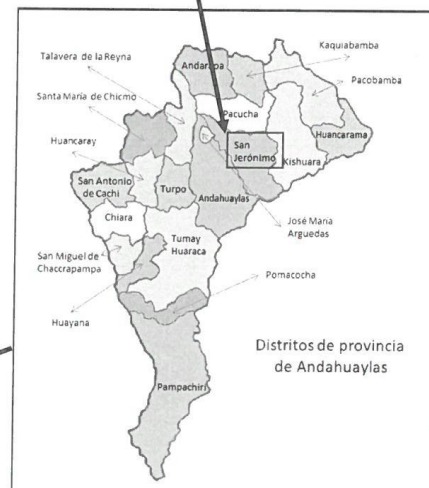 Kaquiabamba
Talavera de la Reyna
Andarapa
Pacobamba
Santa María de Chicmo
Pacucha
Huancarama
Huancaray
San
Jerónimo
Kishuara
San Antonio
de Cachi
Turpo
Andahuaylas
Chiara
José María
Arguedas
Tumay
Huaraca
San Miguel de
Chaccrapampa
Pomacocha
Huayana
Distritos de provincia
de Andahuaylas
Pampachiri